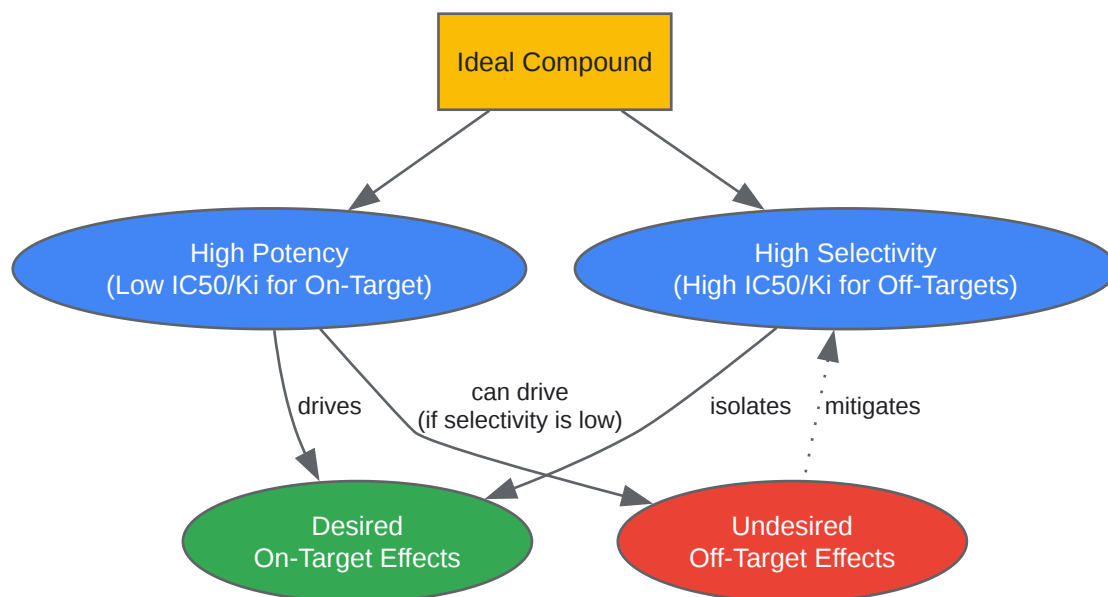 Ideal Compound
High Potency
(Low IC50/Ki for On-Target)
High Selectivity
(High IC50/Ki for Off-Targets)
drives
can drive
(if selectivity is low)
isolates
mitigates
Desired
On-Target Effects
Undesired
Off-Target Effects